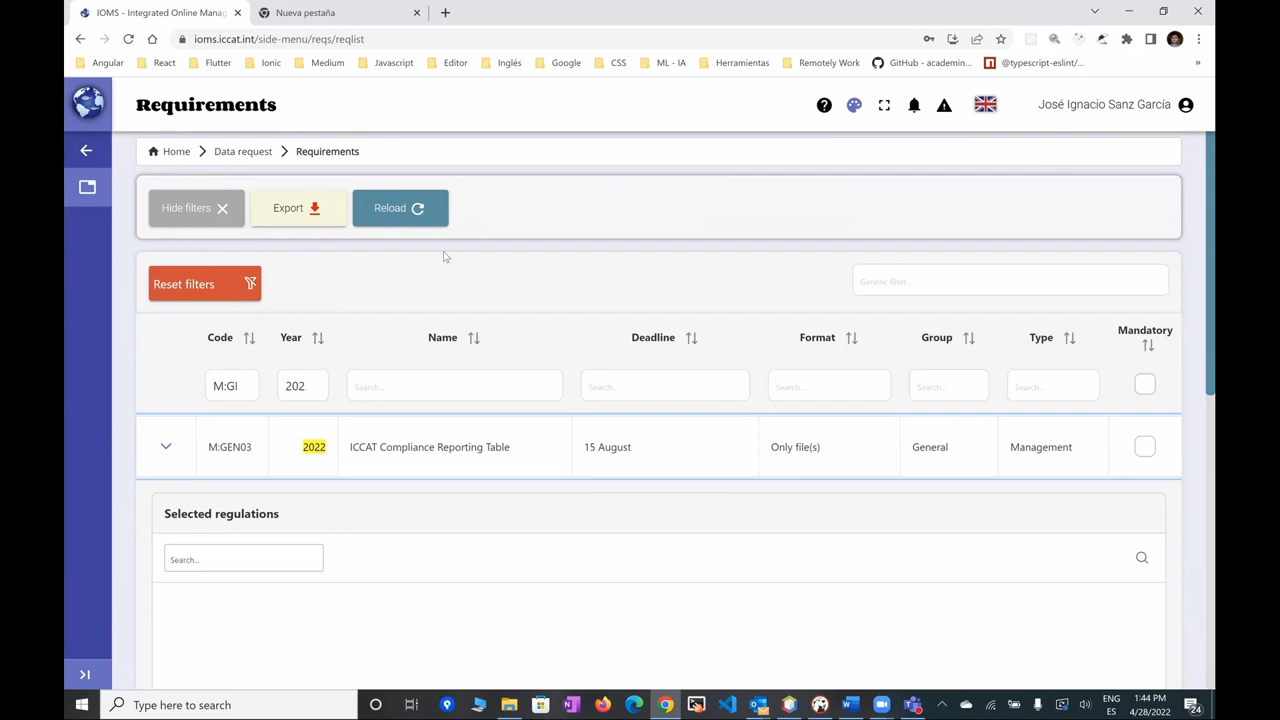 IOMS - Integrated Online Manag
Nueva pestaña
ioms.iccat.int/side-menu/reqs/reqlist
Angular React Flutter Ionic Medium Javascript Editor Inglés Google CSS ML - IA Herramientas Remotely Work GitHub - academin... @typescript-eslint/... »
Requirements
José Ignacio Sanz García
Home Data request Requirements
Hide filters Export Reload
Reset filters
Generic filter..
Code Year Name Deadline Format Group Type Mandatory
M:GI 202 Search... Search... Search... Search... Search...
M:GEN03 2022 ICCAT Compliance Reporting Table 15 August Only file(s) General Management
Selected regulations
Search...
Type here to search
ENG
ES
1:44 PM
4/28/2022
24